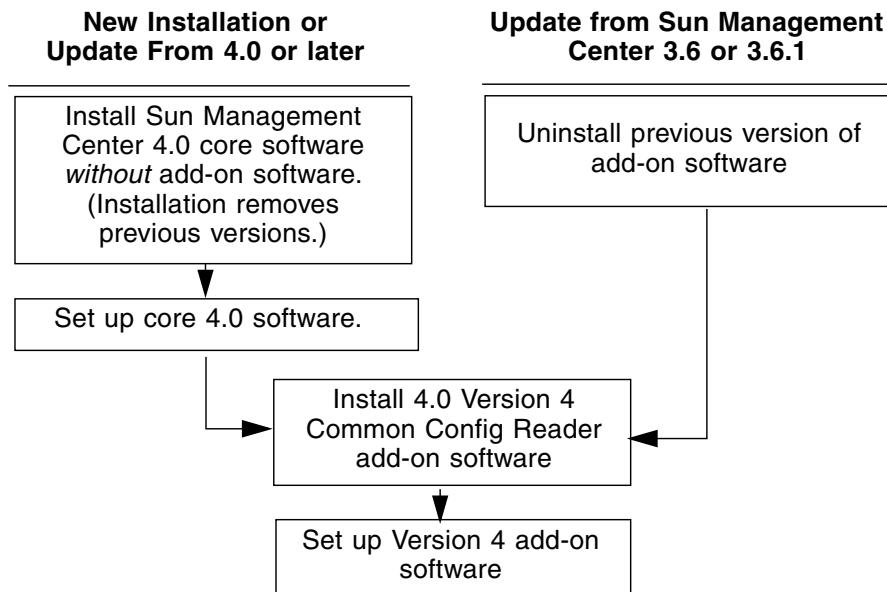 New Installation or
Update From 4.0 or later
Update from Sun Management
Center 3.6 or 3.6.1
Install Sun Management
Center 4.0 core software
without add-on software.
(Installation removes
previous versions.)
Uninstall previous version of
add-on software
Set up core 4.0 software.
Install 4.0 Version 4
Common Config Reader
add-on software
Set up Version 4 add-on
software